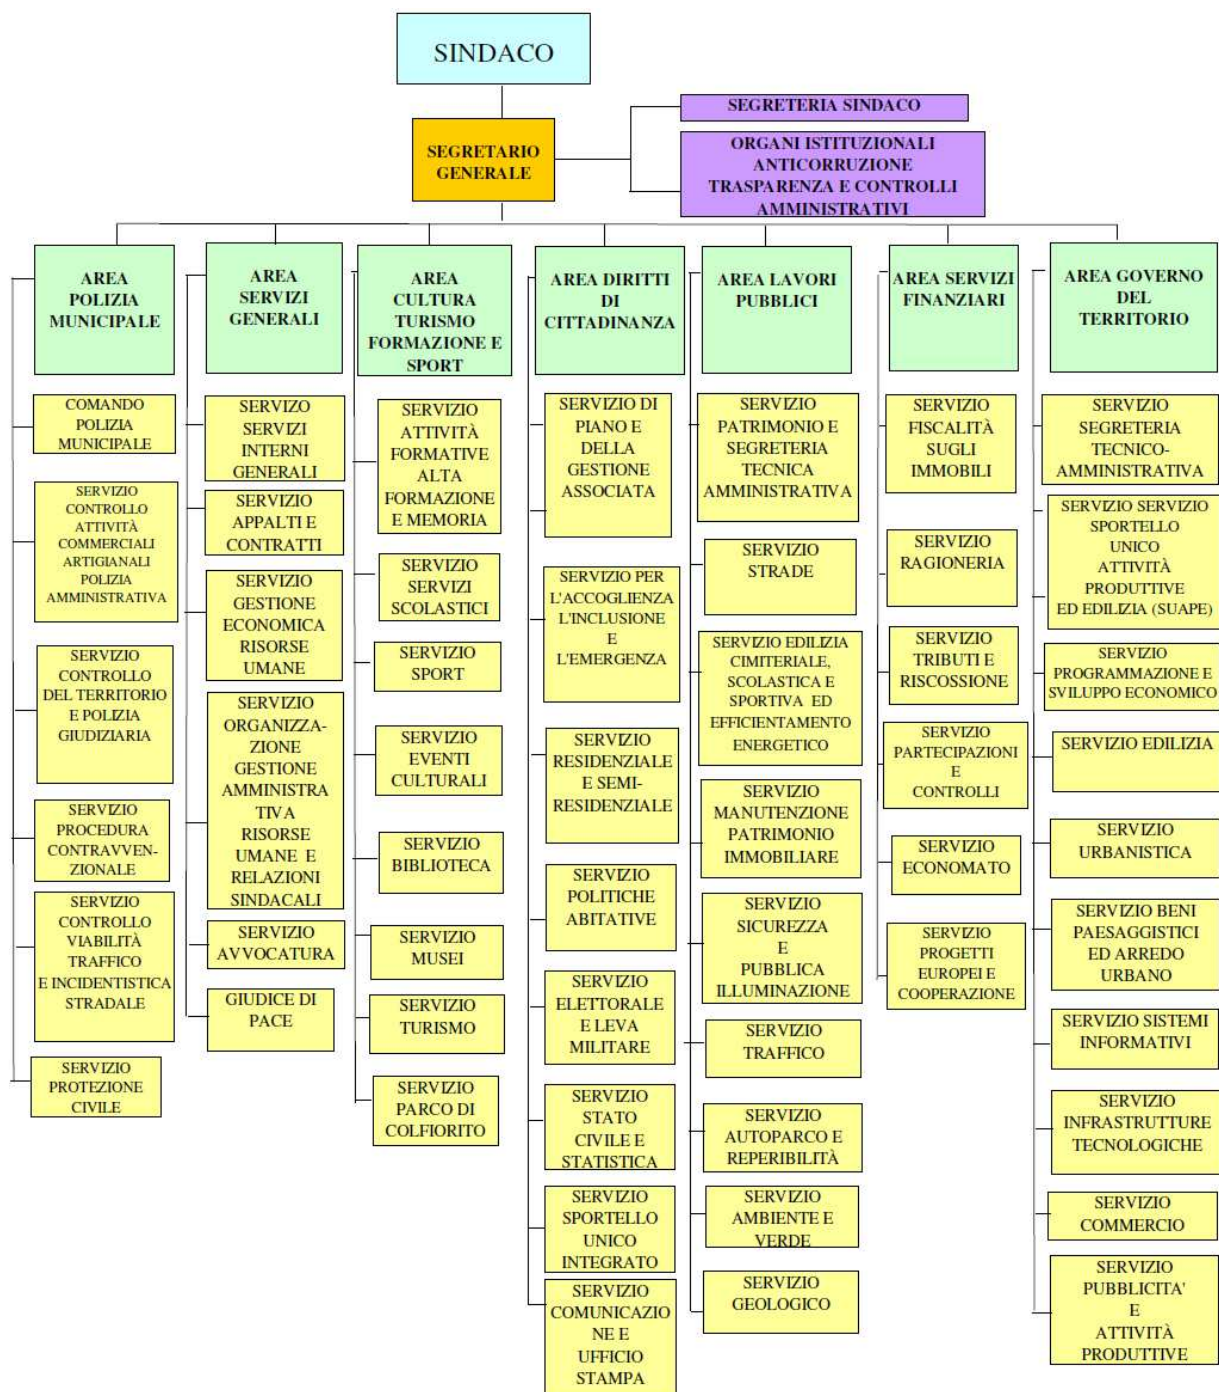 SINDACO
SEGRETARIO
GENERALE
SEGRETERIA SINDACO
ORGANI ISTITUZIONALI
ANTICORRUZIONE
TRASPARENZA E CONTROLLI
AMMINISTRATIVI
AREA
POLIZIA
MUNICIPALE
COMANDO
POLIZIA
MUNICIPALE
SERVIZIO
CONTROLLO
ATTIVITÀ
COMMERCIALI
ARTIGIANALI
POLIZIA
AMMINISTRATIVA
SERVIZIO
CONTROLLO
DEL TERRITORIO
E POLIZIA
GIUDIZIARIA
SERVIZIO
PROCEDURA
CONTRAVVEN-
ZIONALE
SERVIZIO
CONTROLLO
VIABILITÀ
TRAFFICO
E INCIDENTISTICA
STRADALE
SERVIZIO
PROTEZIONE
CIVILE
AREA
SERVIZI
GENERALI
SERVIZO
SERVIZI
INTERNI
GENERALI
SERVIZIO
APPALTI E
CONTRATTI
SERVIZIO
GESTIONE
ECONOMICA
RISORSE
UMANE
SERVIZIO
ORGANIZZA-
ZIONE
GESTIONE
AMMINISTRA
TIVA
RISORSE
UMANE E
RELAZIONI
SINDACALI
SERVIZIO
AVVOCATURA
GIUDICE DI
PACE
AREA
CULTURA
TURISMO
FORMAZIONE E
SPORT
SERVIZIO
ATTIVITÀ
FORMATIVE
ALTA
FORMAZIONE
E MEMORIA
SERVIZIO
SERVIZI
SCOLASTICI
SERVIZIO
SPORT
SERVIZIO
EVENTI
CULTURALI
SERVIZIO
BIBLIOTECA
SERVIZIO
MUSEI
SERVIZIO
TURISMO
SERVIZIO
PARCO DI
COLFIORITO
AREA DIRITTI
DI
CITTADINANZA
SERVIZIO DI
PIANO E
DELLA
GESTIONE
ASSOCIATA
SERVIZIO PER
L'ACCOGLIENZA
L'INCLUSIONE
E
L'EMERGENZA
SERVIZIO
RESIDENZIALE
E SEMI-
RESIDENZIALE
SERVIZIO
POLITICHE
ABITATIVE
SERVIZIO
ELETTORALE
E LEVA
MILITARE
SERVIZIO
STATO
CIVILE E
STATISTICA
SERVIZIO
SPORTELLO
UNICO
INTEGRATO
SERVIZIO
COMUNICAZIO
NE E
UFFICIO
STAMPA
AREA LAVORI
PUBBLICI
SERVIZIO
PATRIMONIO E
SEGRETERIA
TECNICA
AMMINISTRATIVA
SERVIZIO
STRADE
SERVIZIO EDILIZIA
CIMITERIALE,
SCOLASTICA E
SPORTIVA ED
EFFICIENTAMENTO
ENERGETICO
SERVIZIO
MANUTENZIONE
PATRIMONIO
IMMOBILIARE
SERVIZIO
SICUREZZA
E
PUBBLICA
ILLUMINAZIONE
SERVIZIO
TRAFFICO
SERVIZIO
AUTOPARCO E
REPERIBILITÀ
SERVIZIO
AMBIENTE E
VERDE
SERVIZIO
GEOLOGICO
AREA SERVIZI
FINANZIARI
SERVIZIO
FISCALITÀ
SUGLI
IMMOBILI
SERVIZIO
RAGIONERIA
SERVIZIO
TRIBUTI E
RISCOSSIONE
SERVIZIO
PARTECIPAZIONI
E
CONTROLLI
SERVIZIO
ECONOMATO
SERVIZIO
PROGETTI
EUROPEI E
COOPERAZIONE
AREA GOVERNO
DEL
TERRITORIO
SERVIZIO
SEGRETERIA
TECNICO-
AMMINISTRATIVA
SERVIZIO SERVIZIO
SPORTELLO
UNICO
ATTIVITÀ
PRODUTTIVE
ED EDILIZIA (SUAPE)
SERVIZIO
PROGRAMMAZIONE E
SVILUPPO ECONOMICO
SERVIZIO EDILIZIA
SERVIZIO
URBANISTICA
SERVIZIO BENI
PAESAGGISTICI
ED ARREDO
URBANO
SERVIZIO SISTEMI
INFORMATIVI
SERVIZIO
INFRASTRUTTURE
TECNOLOGICHE
SERVIZIO
COMMERCIO
SERVIZIO
PUBBLICITA'
E
ATTIVITÀ
PRODUTTIVE